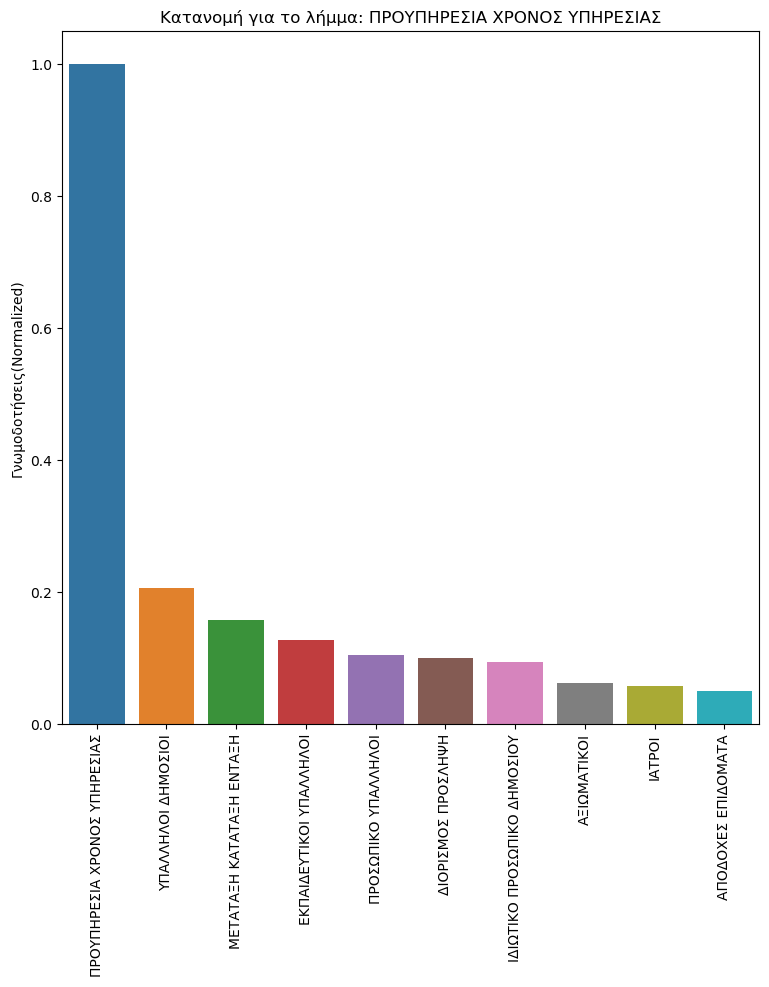 Κατανομή για το λήμμα: ΠΡΟΥΠΗΡΕΣΙΑ ΧΡΟΝΟΣ ΥΠΗΡΕΣΙΑΣ
Γνωμοδοτήσεις(Normalized)
1.0
0.8
0.6
0.4
0.2
0.0
ΠΡΟΥΠΗΡΕΣΙΑ ΧΡΟΝΟΣ ΥΠΗΡΕΣΙΑΣ
ΥΠΑΛΛΗΛΟΙ ΔΗΜΟΣΙΟΙ
ΜΕΤΑΤΑΞΗ ΚΑΤΑΤΑΞΗ ΕΝΤΑΞΗ
ΕΚΠΑΙΔΕΥΤΙΚΟΙ ΥΠΑΛΛΗΛΟΙ
ΠΡΟΣΩΠΙΚΟ ΥΠΑΛΛΗΛΟΙ
ΔΙΟΡΙΣΜΟΣ ΠΡΟΣΛΗΨΗ
ΙΔΙΩΤΙΚΟ ΠΡΟΣΩΠΙΚΟ ΔΗΜΟΣΙΟΥ
ΑΞΙΩΜΑΤΙΚΟΙ
ΙΑΤΡΟΙ
ΑΠΟΔΟΧΕΣ ΕΠΙΔΟΜΑΤΑ